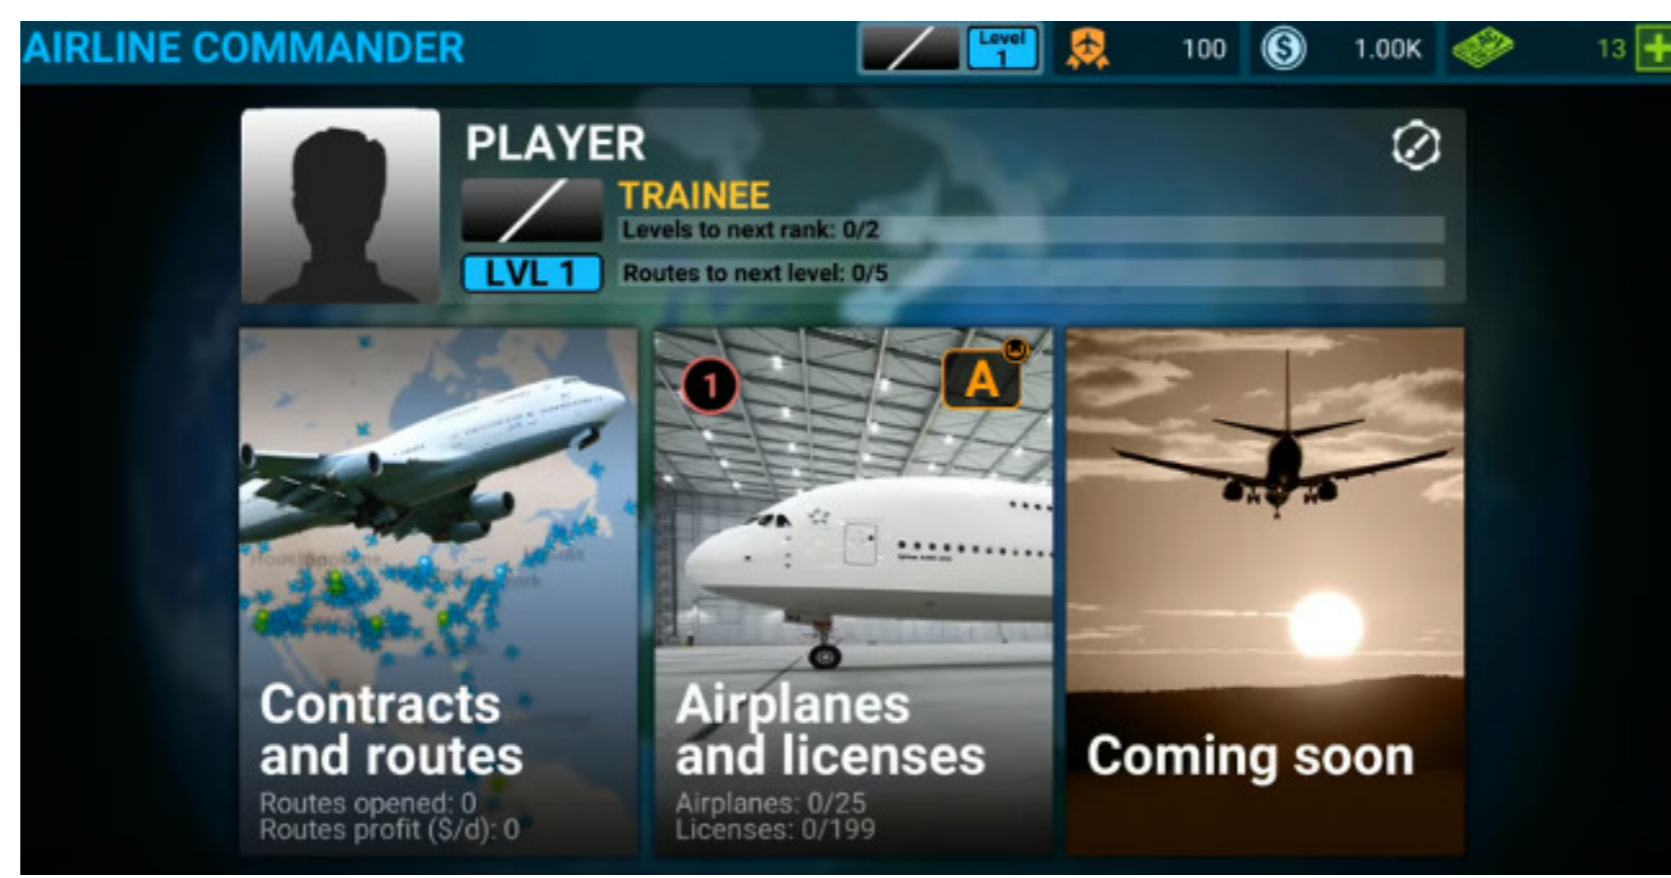 AIRLINE COMMANDER
Level
1
100
1.00K
13
PLAYER
TRAINEE
Levels to next rank: 0/2
LVL 1
Routes to next level: 0/5
1
A
Contracts
and routes
Routes opened: 0
Routes profit ($/d): 0
Airplanes
and licenses
Airplanes: 0/25
Licenses: 0/199
Coming soon